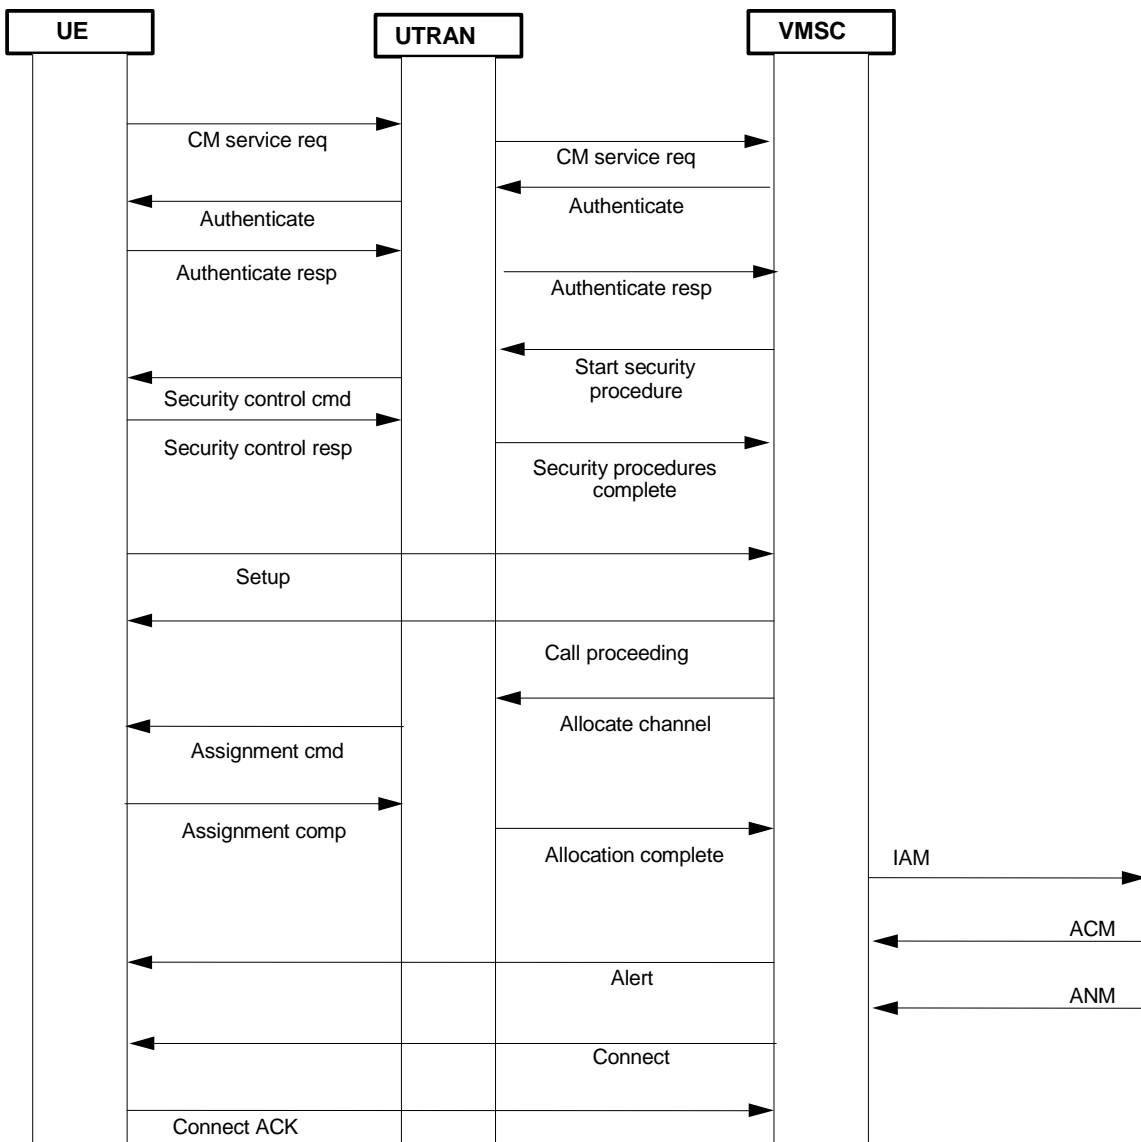 UE
UTRAN
VMSC
CM service req
CM service req
Authenticate
Authenticate
Authenticate resp
Authenticate resp
Start security
procedure
Security control cmd
Security control resp
Security procedures
complete
Setup
Call proceeding
Allocate channel
Assignment cmd
Assignment comp
Allocation complete
IAM
ACM
Alert
ANM
Connect
Connect ACK